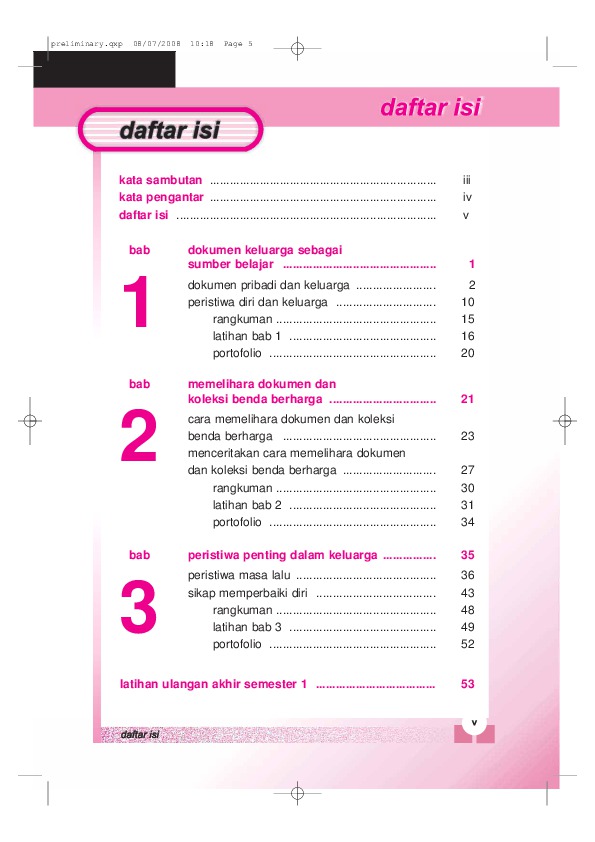 preliminary.qxp 08/07/2008 10:18 Page 5
daftar isi
daftar isi
kata sambutan .................................................................... iii
kata pengantar .................................................................... iv
daftar isi .............................................................................. v
bab dokumen keluarga sebagai
sumber belajar .............................................. 1
1
dokumen pribadi dan keluarga ........................ 2
peristiwa diri dan keluarga .............................. 10
rangkuman ................................................ 15
latihan bab 1 ............................................ 16
portofolio .................................................. 20
bab memelihara dokumen dan
koleksi benda berharga ................................ 21
2
cara memelihara dokumen dan koleksi
benda berharga .............................................. 23
menceritakan cara memelihara dokumen
dan koleksi benda berharga ............................ 27
rangkuman ................................................ 30
latihan bab 2 ............................................ 31
portofolio .................................................. 34
bab peristiwa penting dalam keluarga ................ 35
3
peristiwa masa lalu .......................................... 36
sikap memperbaiki diri .................................... 43
rangkuman ................................................ 48
latihan bab 3 ............................................ 49
portofolio .................................................. 52
latihan ulangan akhir semester 1 .................................... 53
v
daftar isi